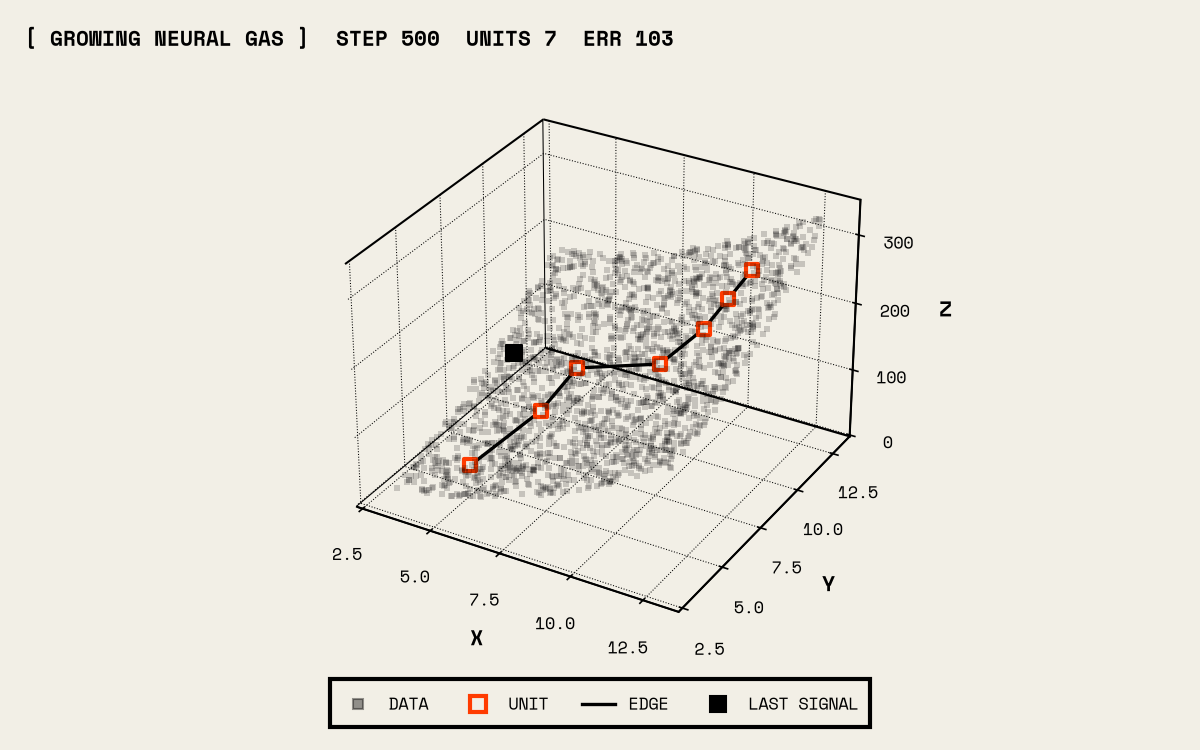 [ GROWING NEURAL GAS ]  STEP 500  UNITS 7  ERR 103
300
200
Z
100
0
12.5
10.0
7.5
Y
5.0
2.5
2.5
5.0
7.5
10.0
12.5
X
DATA  UNIT  EDGE  LAST SIGNAL